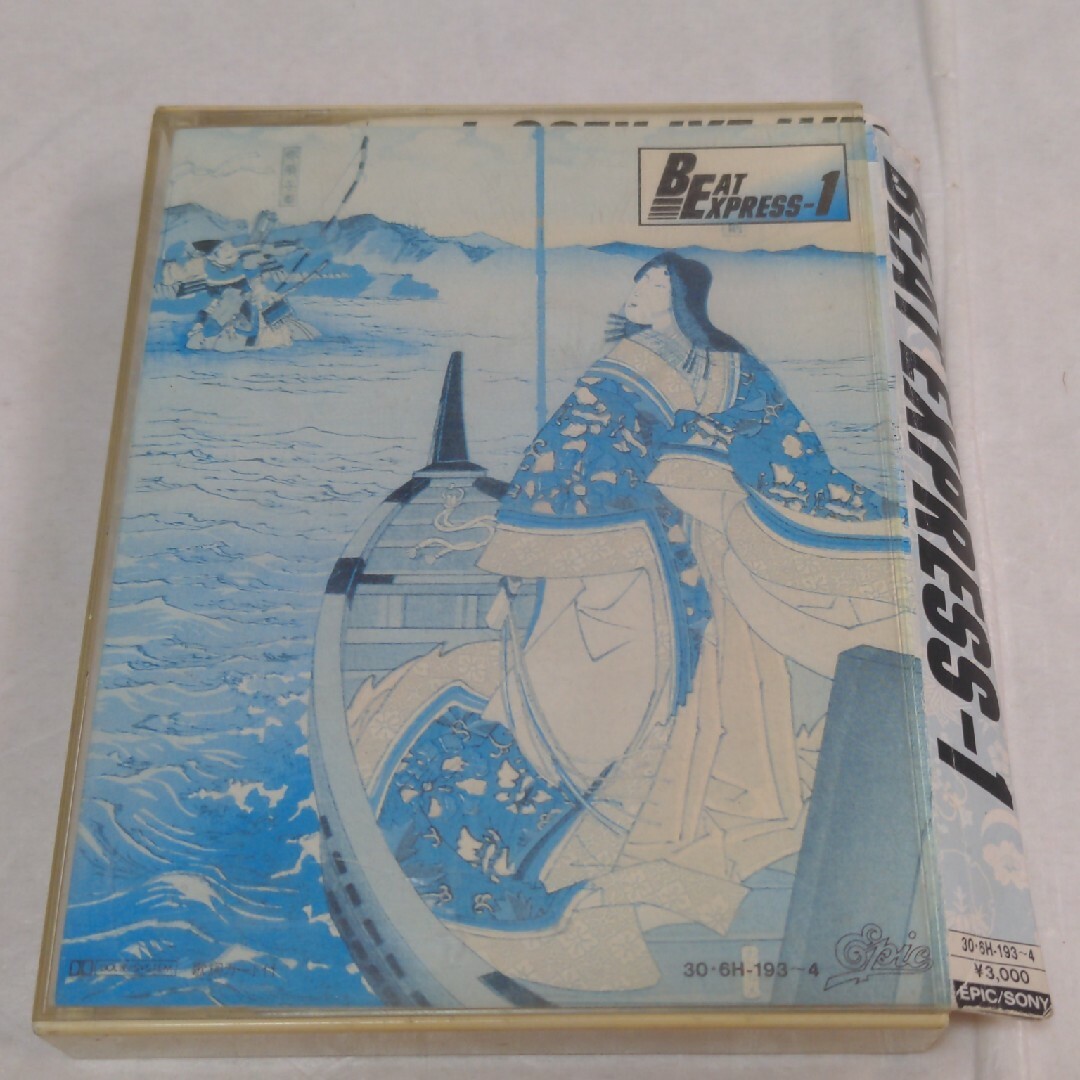 BEAT
EXPRESS-1
BEAT EXPRESS-1
30・6H-193~4
Epic
30・6H-193~4
¥3,000
EPIC/SONY